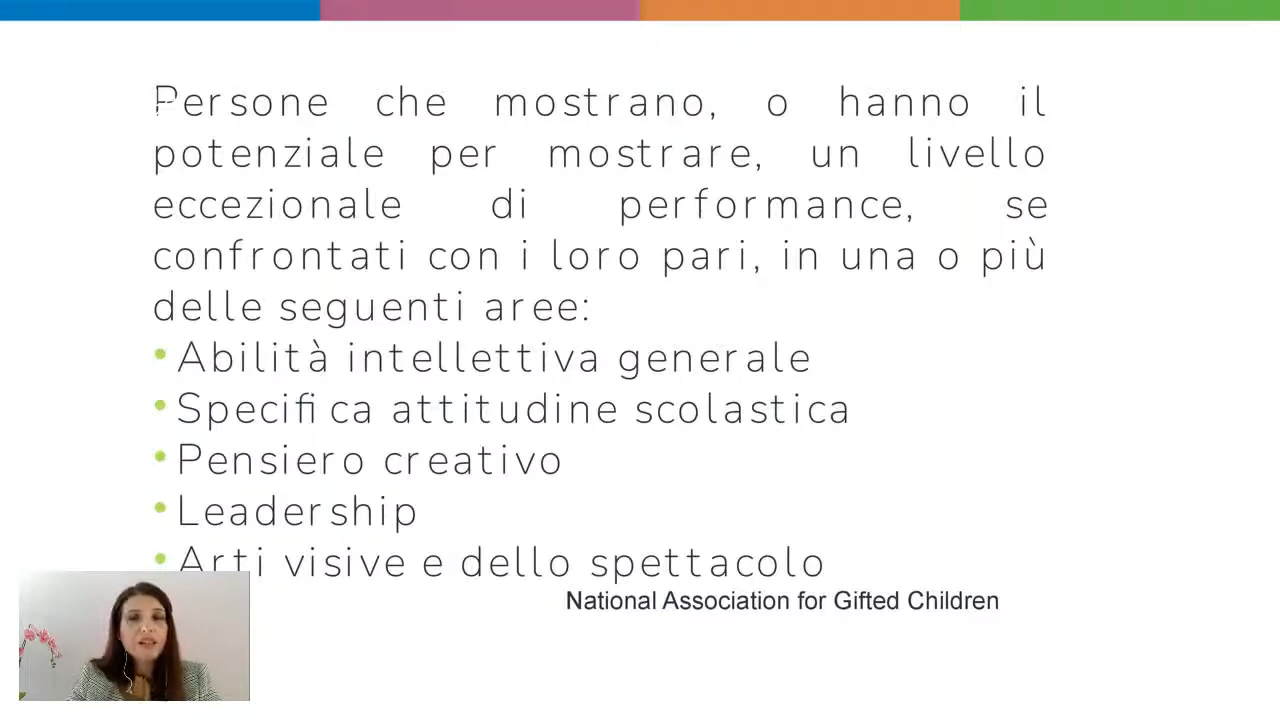 Persone che mostrano, o hanno il
potenziale per mostrare, un livello
eccezionale di performance, se
confrontati con i loro pari, in una o più
delle seguenti aree:
• Abilità intellettiva generale
• Specifica attitudine scolastica
• Pensiero creativo
• Leadership
• Arti visive e dello spettacolo
National Association for Gifted Children